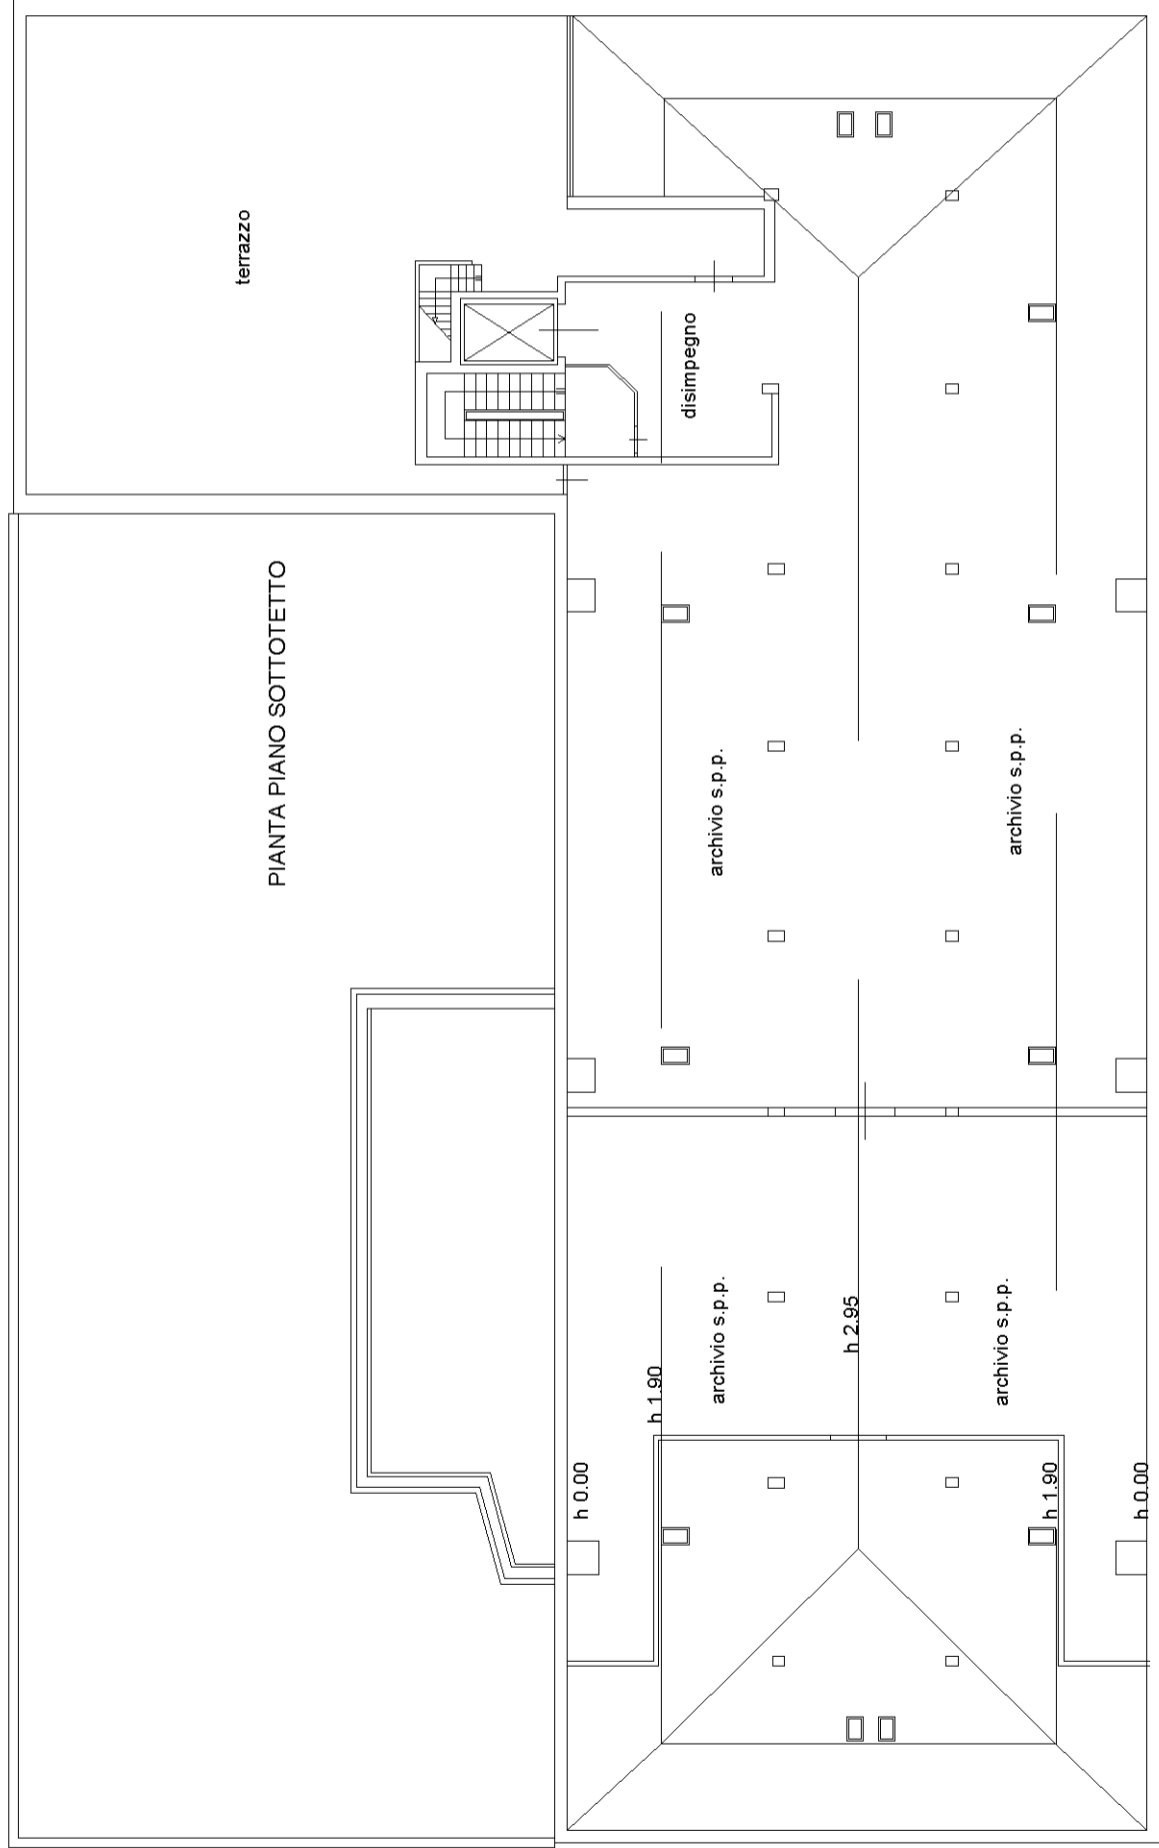 terrazzo
disimpegno
PIANTA PIANO SOTTOTETTO
archivio s.p.p.
archivio s.p.p.
archivio s.p.p.
archivio s.p.p.
h 2.95
h 1.90
h 0.00
h 1.90
h 0.00